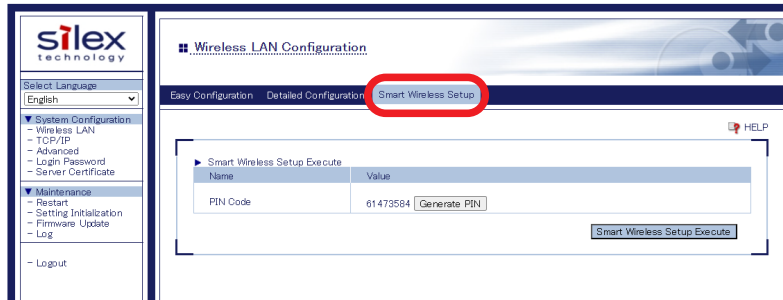 silex
technology
Select Language
English
▼ System Configuration
- Wireless LAN
- TCP/IP
- Advanced
- Login Password
- Server Certificate
▼ Maintenance
- Restart
- Setting Initialization
- Firmware Update
- Log
- Logout
Wireless LAN Configuration
Easy Configuration Detailed Configuration Smart Wireless Setup
HELP
► Smart Wireless Setup Execute
Name Value
PIN Code 61473584 Generate PIN
Smart Wireless Setup Execute